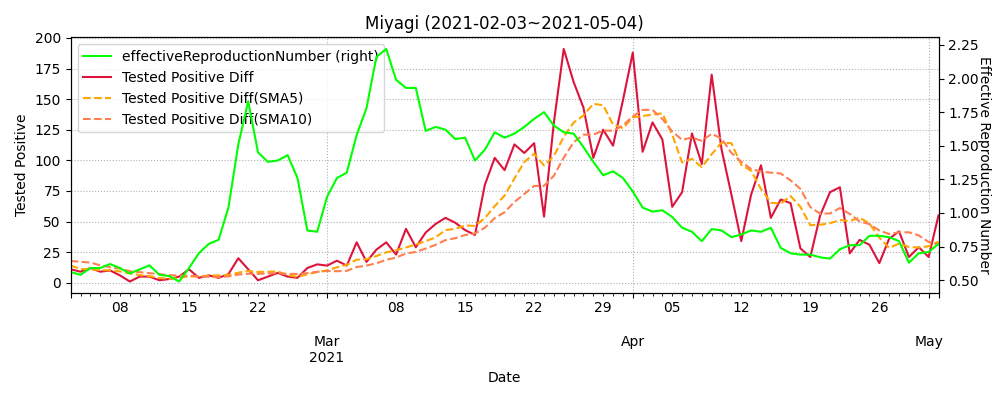 Miyagi (2021-02-03~2021-05-04)
effectiveReproductionNumber (right)
Tested Positive Diff
Tested Positive Diff(SMA5)
Tested Positive Diff(SMA10)
Tested Positive
200
175
150
125
100
75
50
25
0
2.25
2.00
1.75
1.50
1.25
1.00
0.75
0.50
Effective Reproduction Number
08 15 22 08 15 22 29 05 12 19 26
Mar Apr May
2021
Date